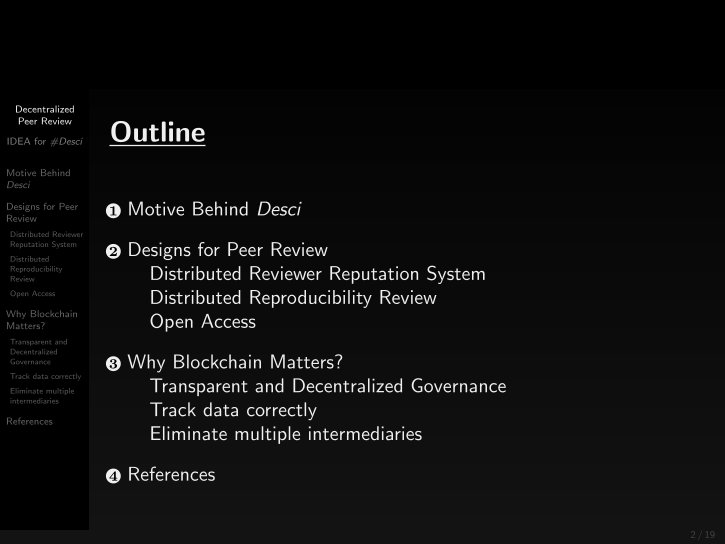 Decentralized
Peer Review
IDEA for #Desci
Motive Behind
Desci
Designs for Peer
Review
Distributed Reviewer
Reputation System
Distributed
Reproducibility
Review
Open Access
Why Blockchain
Matters?
Transparent and
Decentralized
Governance
Track data correctly
Eliminate multiple
intermediaries
References
Outline
1 Motive Behind Desci
2 Designs for Peer Review
Distributed Reviewer Reputation System
Distributed Reproducibility Review
Open Access
3 Why Blockchain Matters?
Transparent and Decentralized Governance
Track data correctly
Eliminate multiple intermediaries
4 References
2 / 19